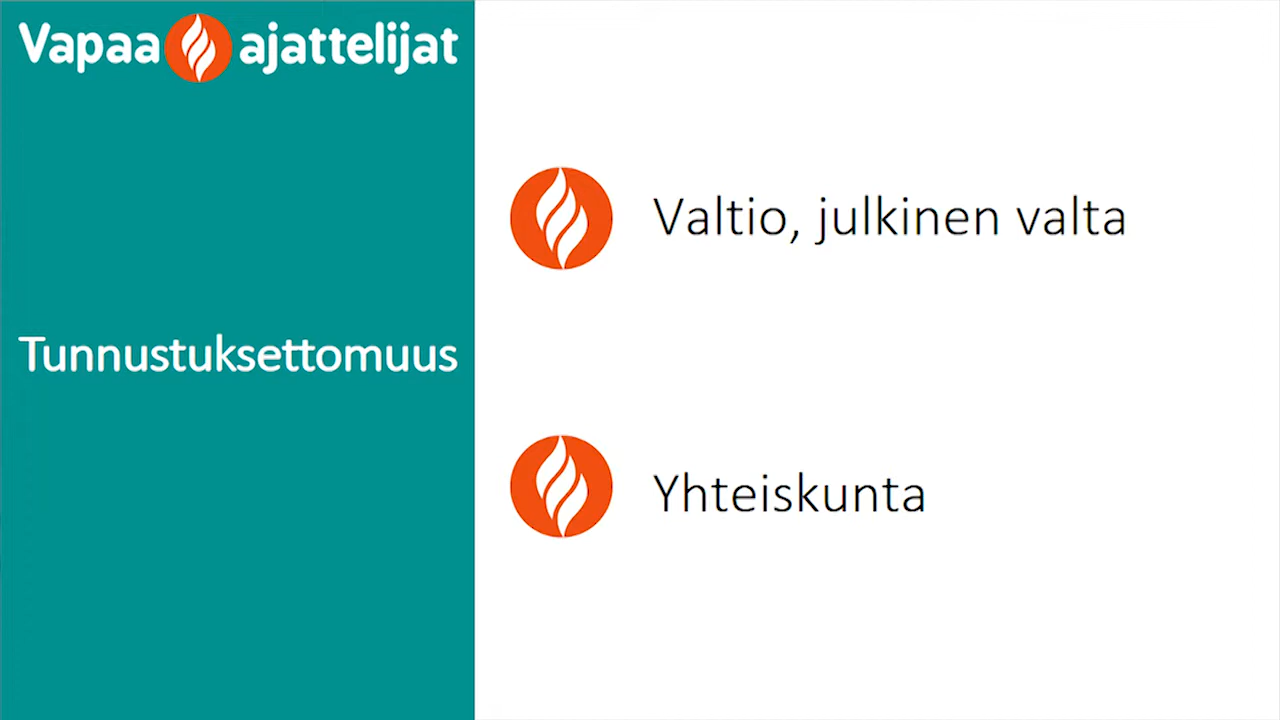 Vapaa ajattelijat
Tunnustuksettomuus
Valtio, julkinen valta
Yhteiskunta